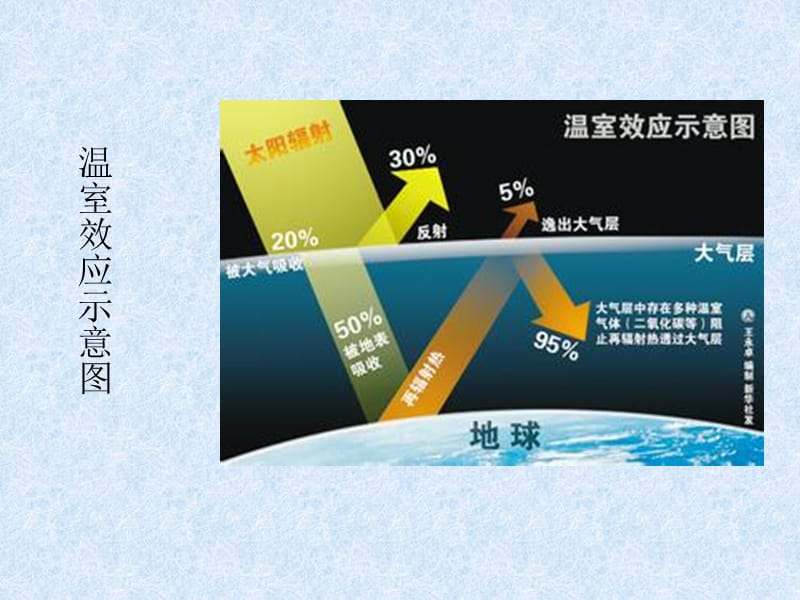 温室效应示意图
温室效应示意图
太阳辐射
30%
反射
5%
逸出大气层
20%
被大气吸收
大气层
50%
被地表
吸收
再辐射热
95%
大气层中存在多种温室
气体（二氧化碳等）阻
止再辐射热透过大气层
地球
王永卓 编制 新华社发